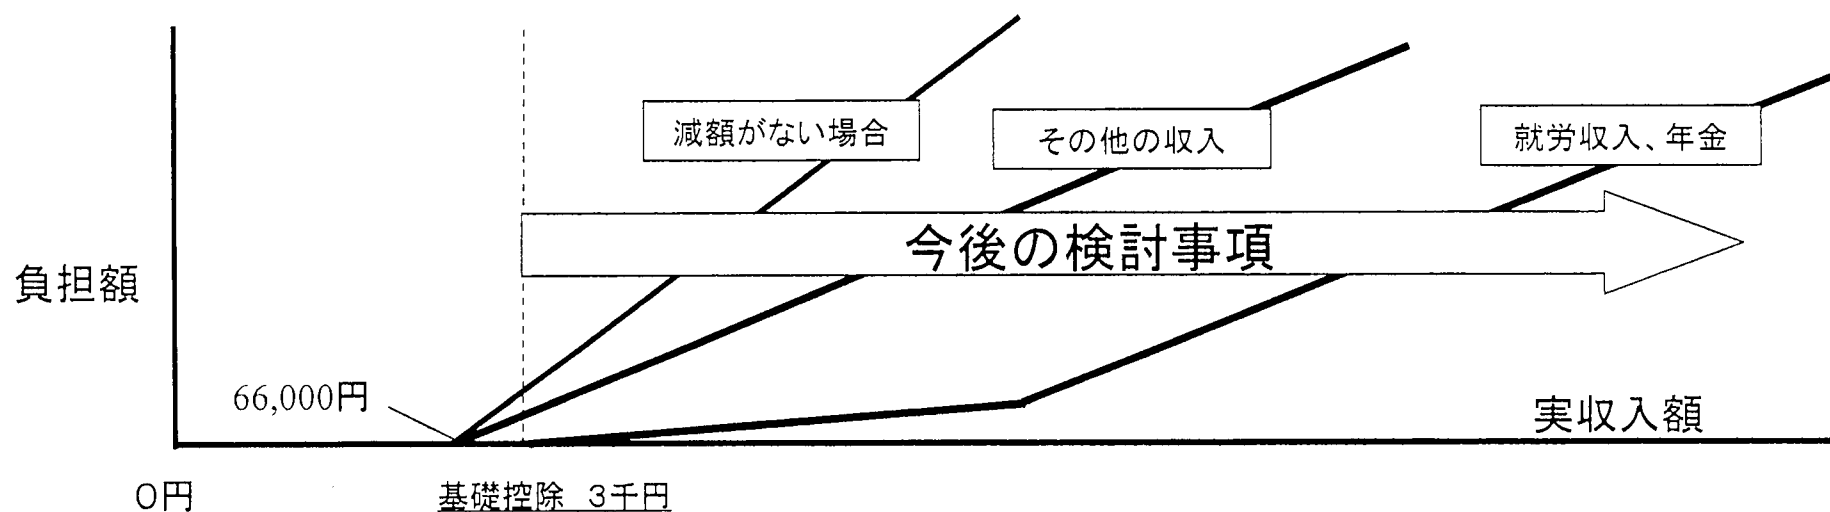 減額がない場合
その他の収入
就労収入、年金
今後の検討事項
負担額
66,000円
実収入額
0円
基礎控除 3千円